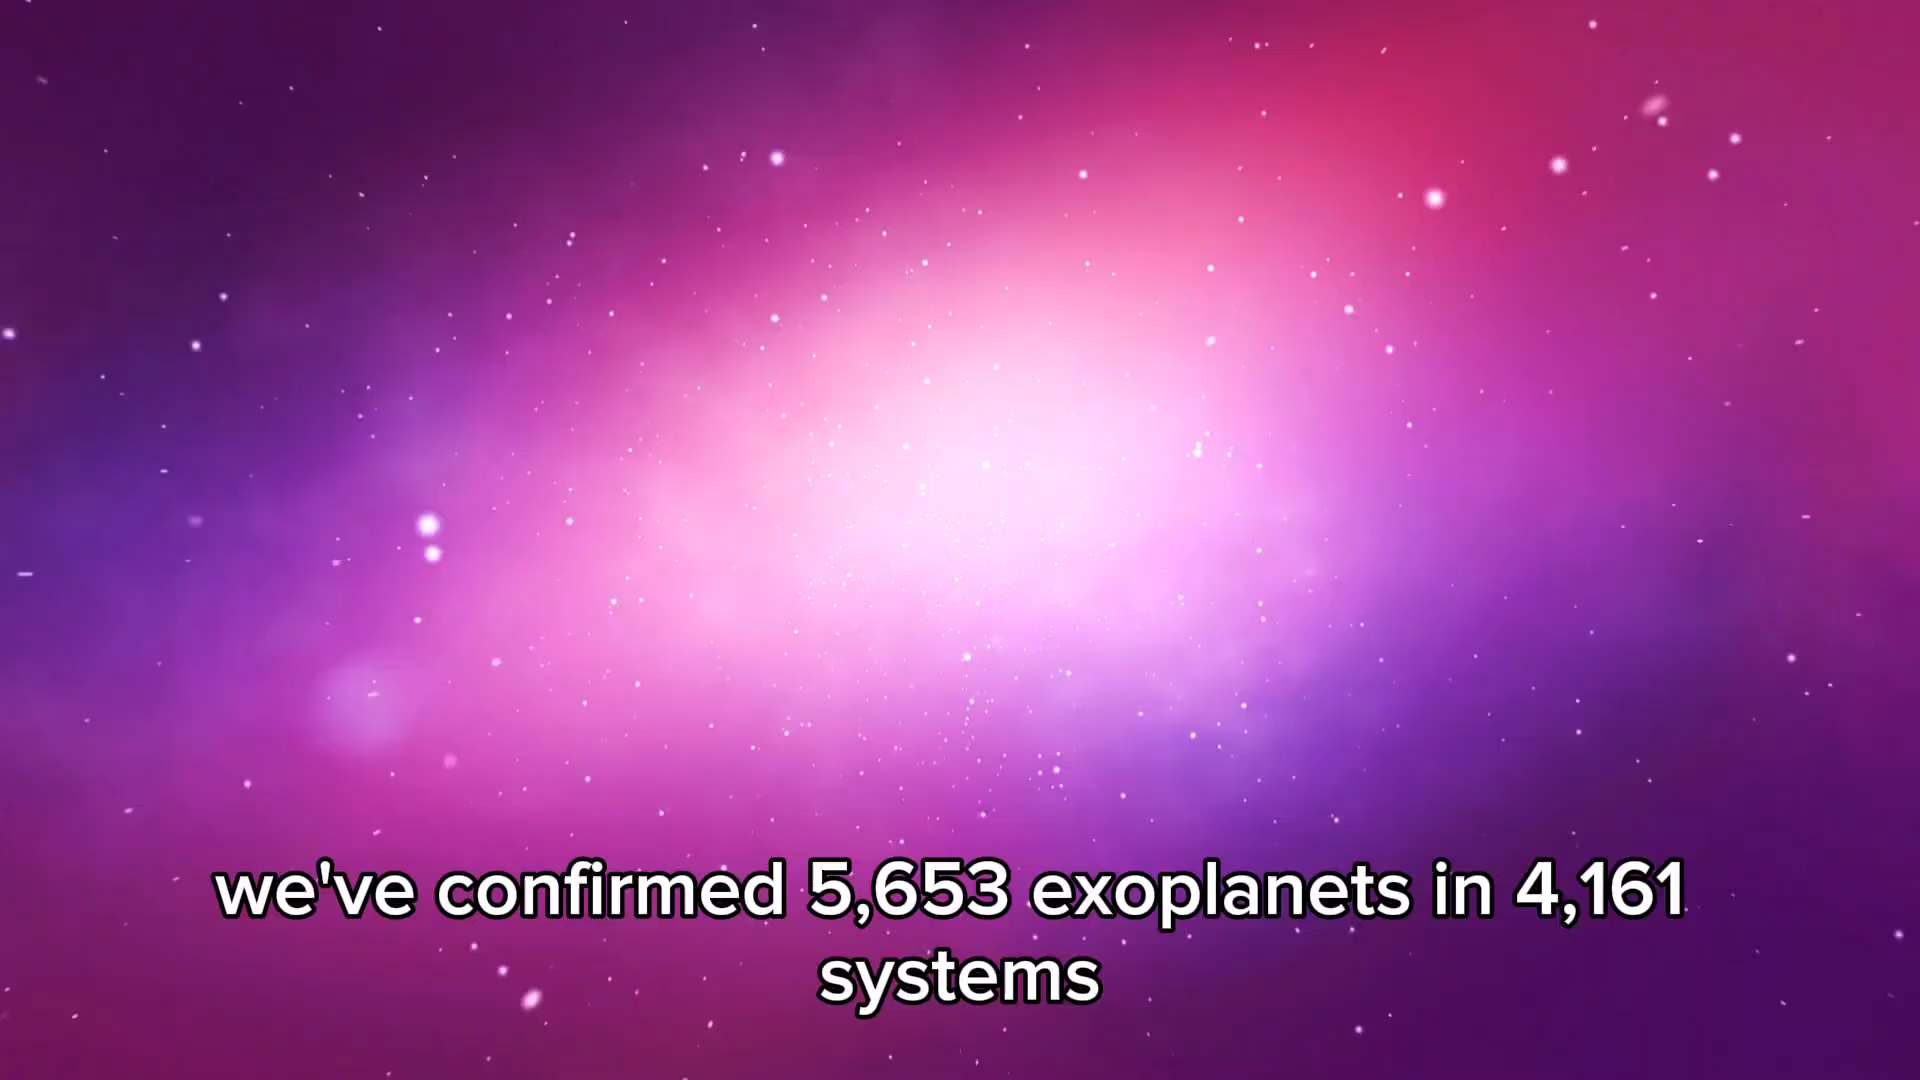 we've confirmed 5,653 exoplanets in 4,161
systems